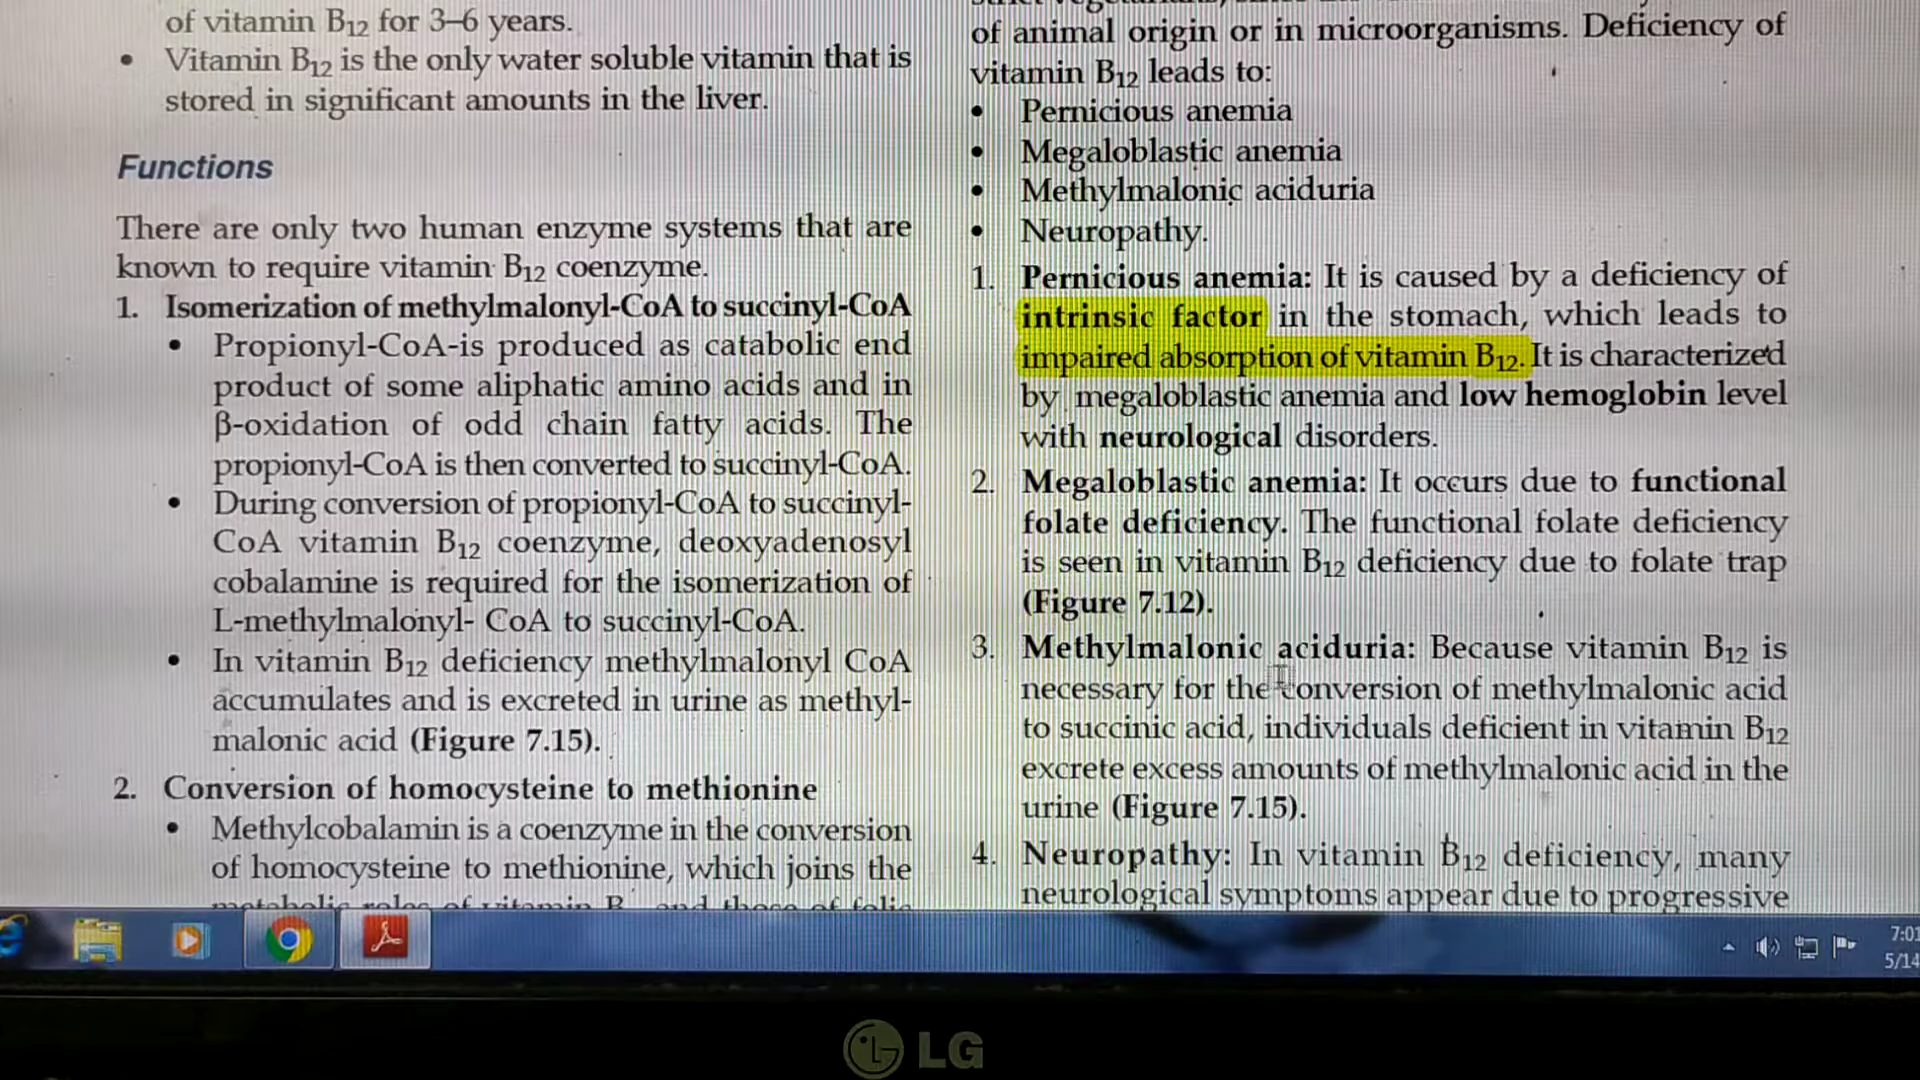 of vitamin B12 for 3–6 years.
• Vitamin B12 is the only water soluble vitamin that is
stored in significant amounts in the liver.
Functions
There are only two human enzyme systems that are
known to require vitamin B12 coenzyme.
1. Isomerization of methylmalonyl-CoA to succinyl-CoA
• Propionyl-CoA-is produced as catabolic end
product of some aliphatic amino acids and in
β-oxidation of odd chain fatty acids. The
propionyl-CoA is then converted to succinyl-CoA.
• During conversion of propionyl-CoA to succinyl-
CoA vitamin B12 coenzyme, deoxyadenosyl
cobalamine is required for the isomerization of
L-methylmalonyl- CoA to succinyl-CoA.
• In vitamin B12 deficiency methylmalonyl CoA
accumulates and is excreted in urine as methyl-
malonic acid (Figure 7.15).
2. Conversion of homocysteine to methionine
• Methylcobalamin is a coenzyme in the conversion
of homocysteine to methionine, which joins the
of animal origin or in microorganisms. Deficiency of
vitamin B12 leads to:
• Pernicious anemia
• Megaloblastic anemia
• Methylmalonic aciduria
• Neuropathy.
1. Pernicious anemia: It is caused by a deficiency of
intrinsic factor in the stomach, which leads to
impaired absorption of vitamin B12. It is characterized
by megaloblastic anemia and low hemoglobin level
with neurological disorders.
2. Megaloblastic anemia: It occurs due to functional
folate deficiency. The functional folate deficiency
is seen in vitamin B12 deficiency due to folate trap
(Figure 7.12).
3. Methylmalonic aciduria: Because vitamin B12 is
necessary for the conversion of methylmalonic acid
to succinic acid, individuals deficient in vitamin B12
excrete excess amounts of methylmalonic acid in the
urine (Figure 7.15).
4. Neuropathy: In vitamin B12 deficiency, many
neurological symptoms appear due to progressive
7:01
5/14
LG